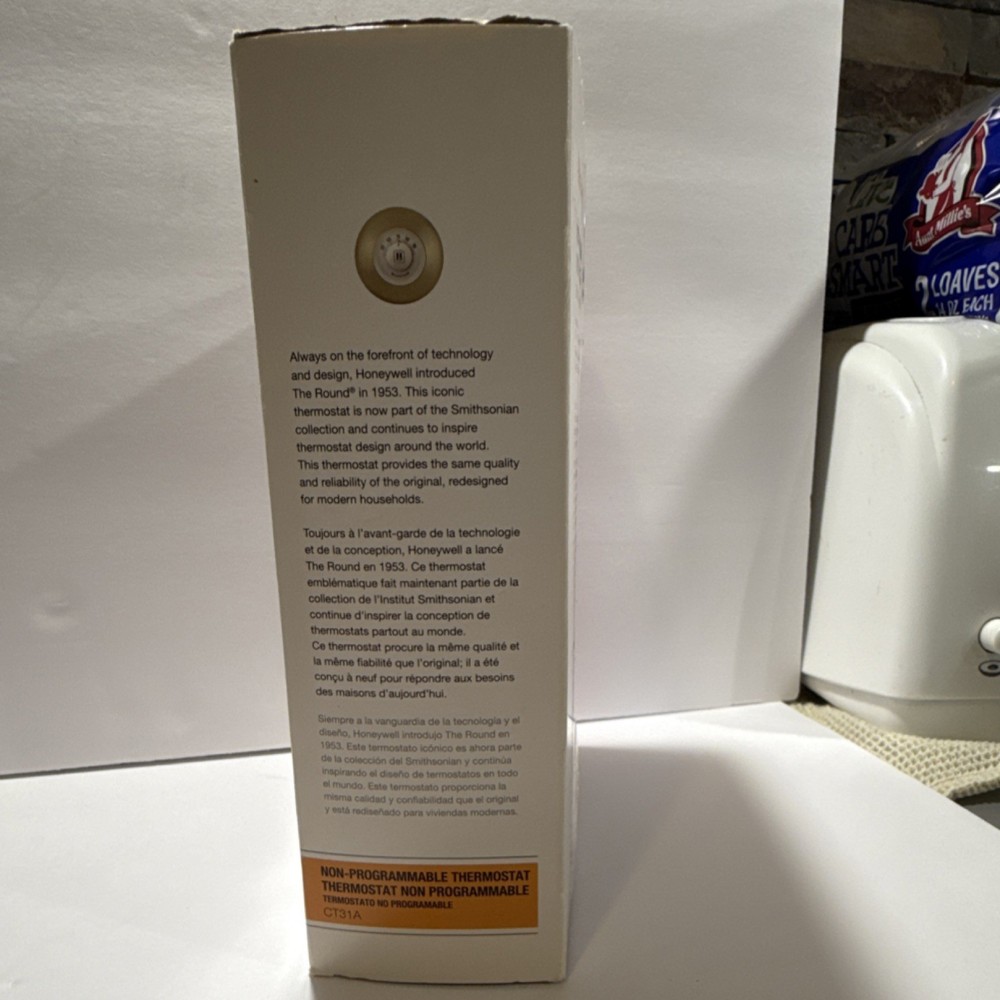 Always on the forefront of technology
and design, Honeywell introduced
The Round® in 1953. This iconic
thermostat is now part of the Smithsonian
collection and continues to inspire
thermostat design around the world.
This thermostat provides the same quality
and reliability of the original, redesigned
for modern households.
Toujours à l'avant-garde de la technologie
et de la conception, Honeywell a lancé
The Round en 1953. Ce thermostat
emblématique fait maintenant partie de la
collection de l'Institut Smithsonian et
continue d'inspirer la conception de
thermostats partout au monde.
Ce thermostat procure la même qualité et
la même fiabilité que l'original; il a été
conçu à neuf pour répondre aux besoins
des maisons d'aujourd'hui.
Siempre a la vanguardia de la tecnología y el
diseño, Honeywell introdujo The Round en
1953. Este termostato icónico es ahora parte
de la colección del Smithsonian y continúa
inspirando el diseño de termostatos en todo
el mundo. Este termostato proporciona la
misma calidad y confiabilidad que el original
y está rediseñado para viviendas modernas.
NON-PROGRAMMABLE THERMOSTAT
THERMOSTAT NON PROGRAMMABLE
TERMOSTATO NO PROGRAMABLE
CT31A
CARB
SMART
Aunt Millie's
2 LOAVES
EACH